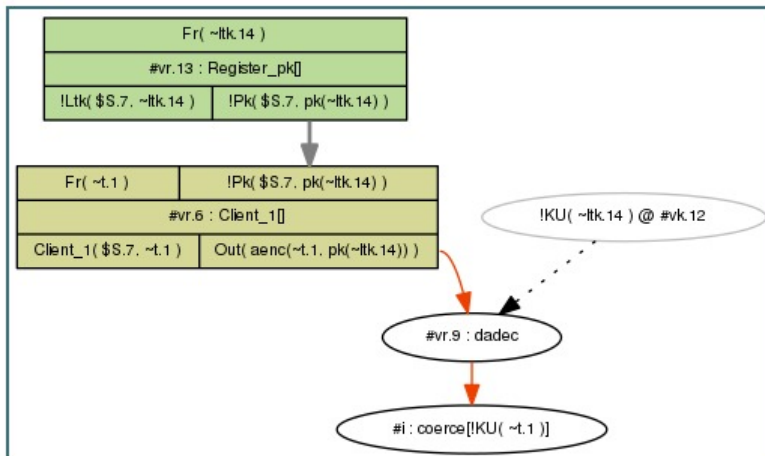 Fr( ~ltk.14 )
#vr.13 : Register_pk[]
!Ltk( $S.7, ~ltk.14 ) !Pk( $S.7, pk(~ltk.14) )
Fr( ~t.1 ) !Pk( $S.7, pk(~ltk.14) )
#vr.6 : Client_1[]
!KU( ~ltk.14 ) @ #vk.12
Client_1( $S.7, ~t.1 ) Out( aenc(~t.1, pk(~ltk.14)) )
#vr.9 : dadec
#i : coerce[!KU( ~t.1 )]